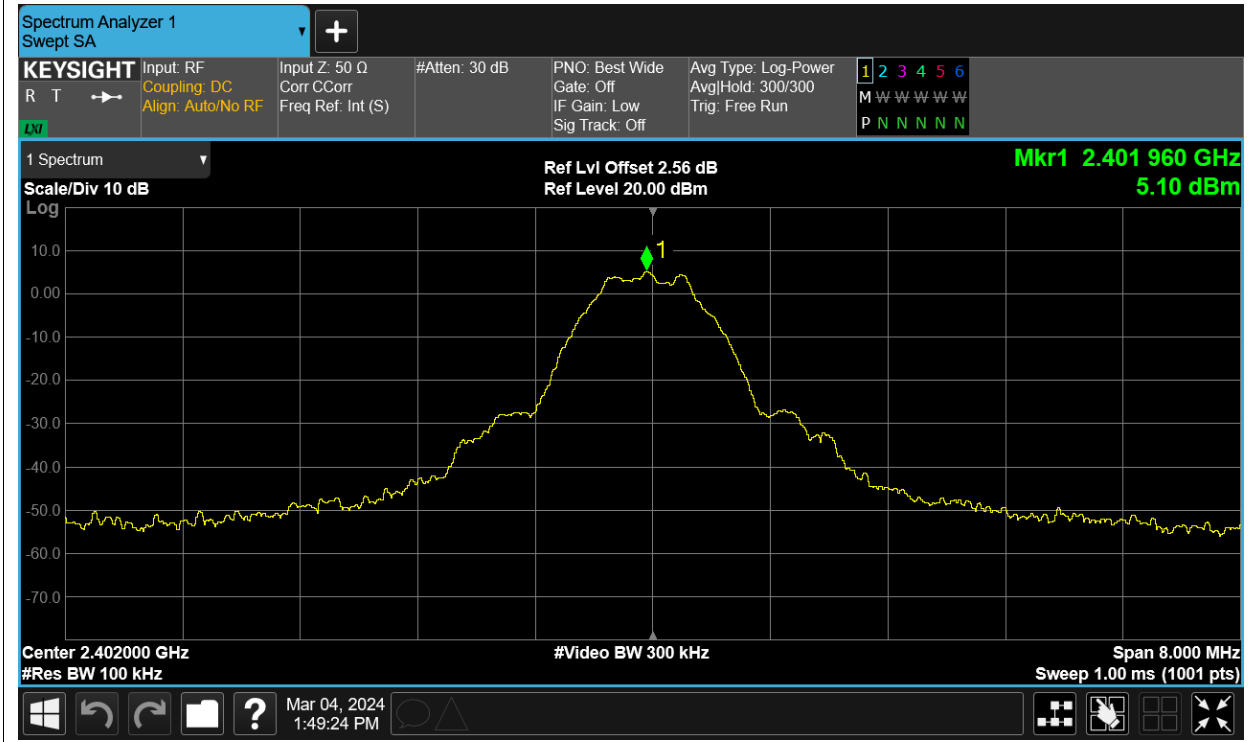 Spectrum Analyzer 1
Swept SA
KEYSIGHT
R T
LXI
Input: RF
Coupling: DC
Align: Auto/No RF
Input Z: 50 Ω
Corr CCorr
Freq Ref: Int (S)
#Atten: 30 dB
PNO: Best Wide
Gate: Off
IF Gain: Low
Sig Track: Off
Avg Type: Log-Power
Avg|Hold: 300/300
Trig: Free Run
1 2 3 4 5 6
M W W W W W
P N N N N N
1 Spectrum
Scale/Div 10 dB
Log
Ref Lvl Offset 2.56 dB
Ref Level 20.00 dBm
Mkr1 2.401 960 GHz
5.10 dBm
1
10.0
0.00
-10.0
-20.0
-30.0
-40.0
-50.0
-60.0
-70.0
Center 2.402000 GHz
#Res BW 100 kHz
#Video BW 300 kHz
Span 8.000 MHz
Sweep 1.00 ms (1001 pts)
?
Mar 04, 2024
1:49:24 PM